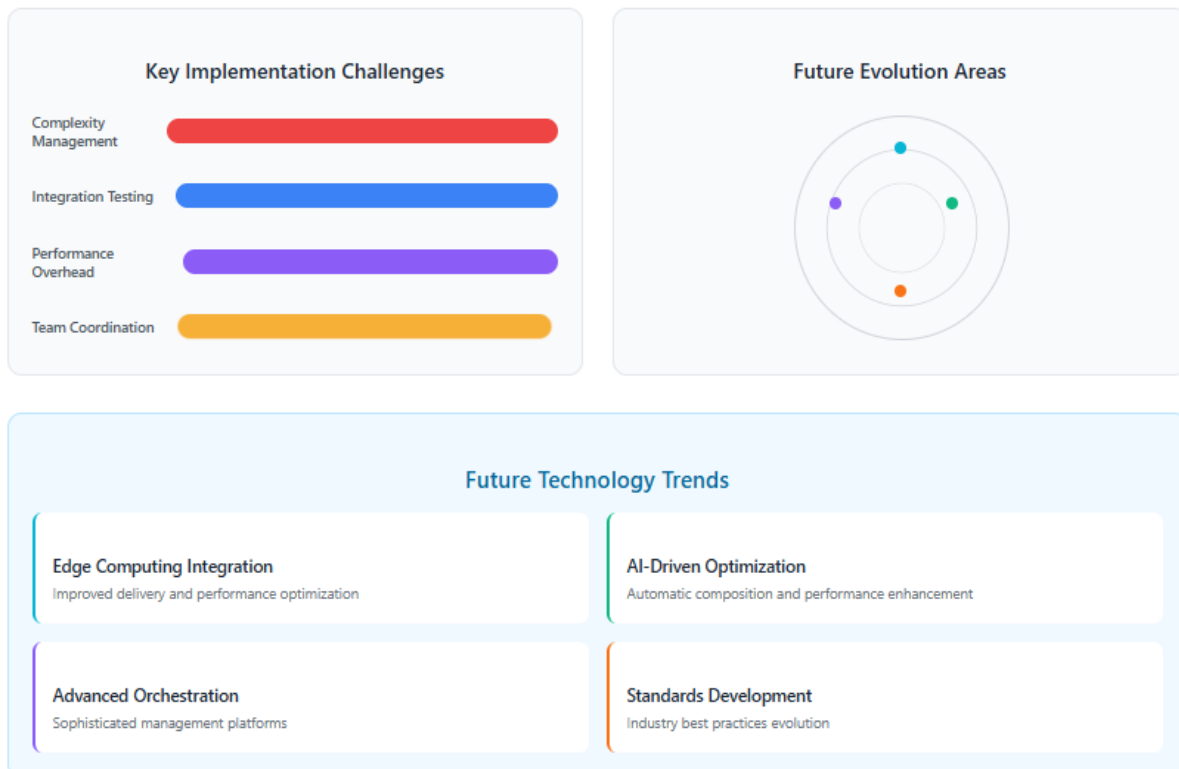 Key Implementation Challenges
Complexity
Management
Integration Testing
Performance
Overhead
Team Coordination
Future Evolution Areas
Future Technology Trends
Edge Computing Integration
Improved delivery and performance optimization
AI-Driven Optimization
Automatic composition and performance enhancement
Advanced Orchestration
Sophisticated management platforms
Standards Development
Industry best practices evolution